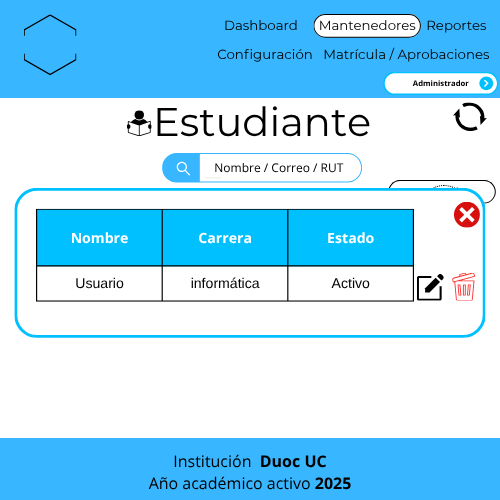 Dashboard Mantenedores Reportes
Configuración Matrícula / Aprobaciones
Administrador
Estudiante
Nombre / Correo / RUT
Nombre Carrera Estado
Usuario informática Activo
Institución Duoc UC
Año académico activo 2025